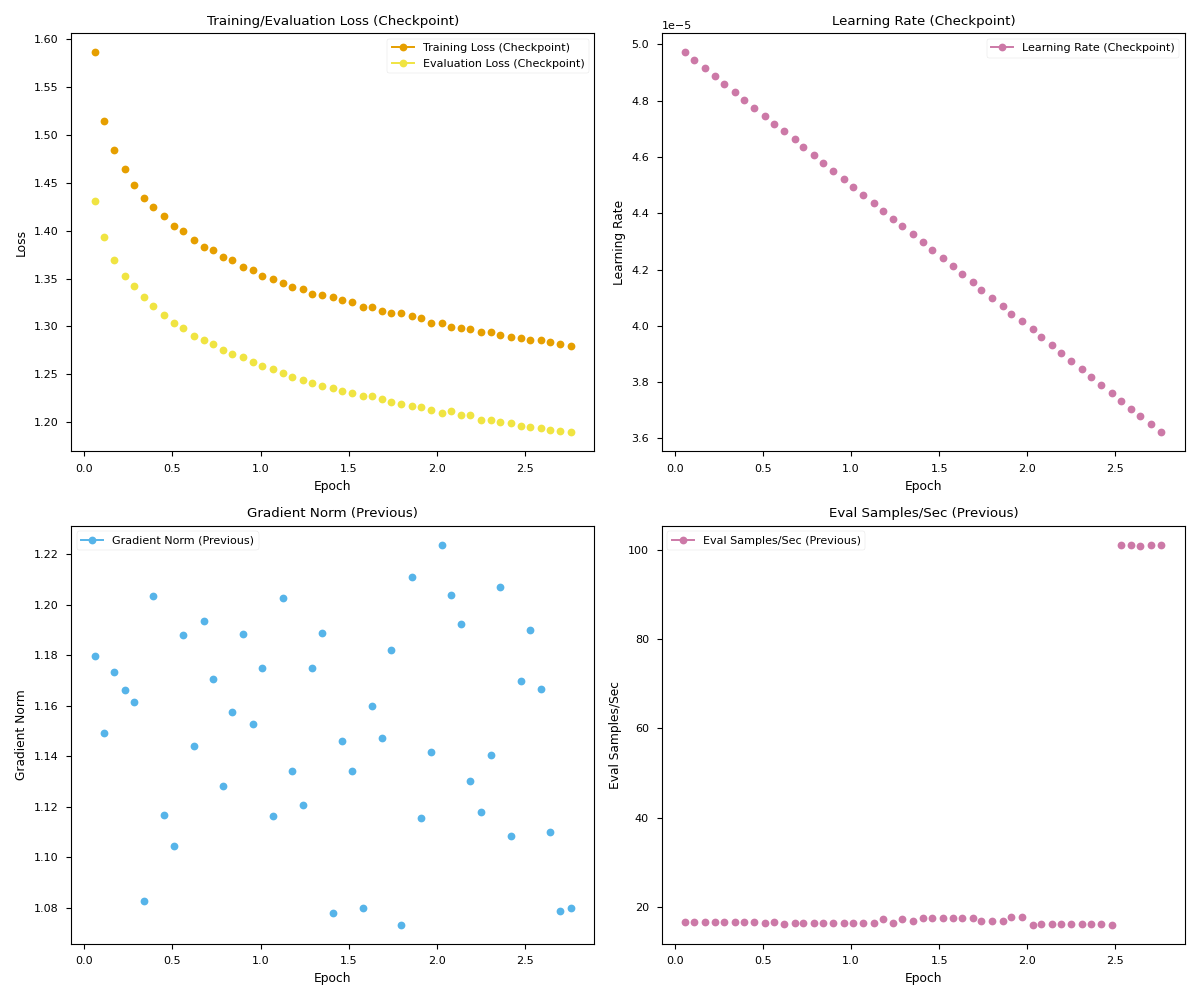 Training/Evaluation Loss (Checkpoint)
Training Loss (Checkpoint)
Evaluation Loss (Checkpoint)
1.60
1.55
1.50
1.45
1.40
1.35
1.30
1.25
1.20
Loss
0.0 0.5 1.0 1.5 2.0 2.5
Epoch
Learning Rate (Checkpoint)
1e−5
Learning Rate (Checkpoint)
5.0
4.8
4.6
4.4
4.2
4.0
3.8
3.6
Learning Rate
0.0 0.5 1.0 1.5 2.0 2.5
Epoch
Gradient Norm (Previous)
Gradient Norm (Previous)
1.22
1.20
1.18
1.16
1.14
1.12
1.10
1.08
Gradient Norm
0.0 0.5 1.0 1.5 2.0 2.5
Epoch
Eval Samples/Sec (Previous)
Eval Samples/Sec (Previous)
100
80
60
40
20
Eval Samples/Sec
0.0 0.5 1.0 1.5 2.0 2.5
Epoch